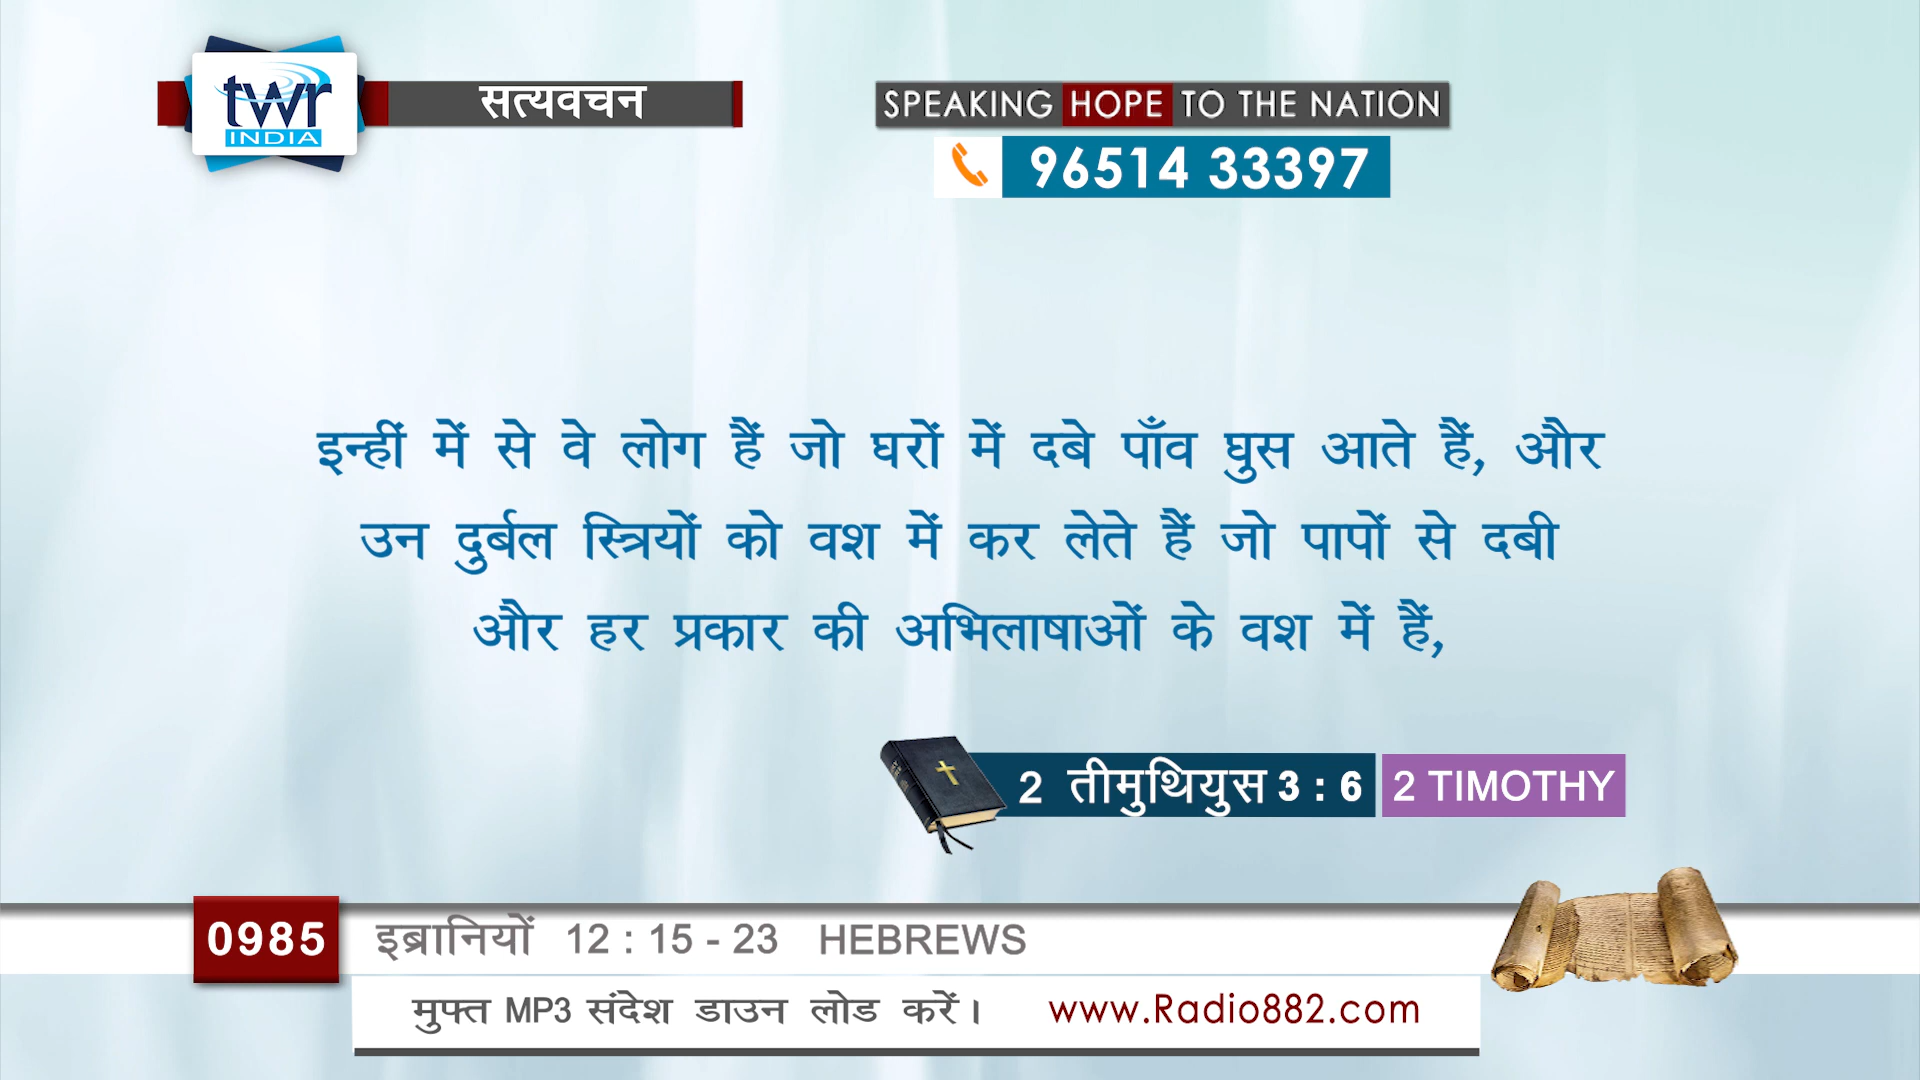 twr
INDIA
सत्यवचन
SPEAKING HOPE TO THE NATION
96514 33397
इन्हीं में से वे लोग हैं जो घरों में दबे पाँव घुस आते हैं, और
उन दुर्बल स्त्रियों को वश में कर लेते हैं जो पापों से दबी
और हर प्रकार की अभिलाषाओं के वश में हैं,
2 तीमुथियुस 3 : 6 2 TIMOTHY
0985 इब्रानियों 12 : 15 - 23 HEBREWS
मुफ्त MP3 संदेश डाउन लोड करें। www.Radio882.com